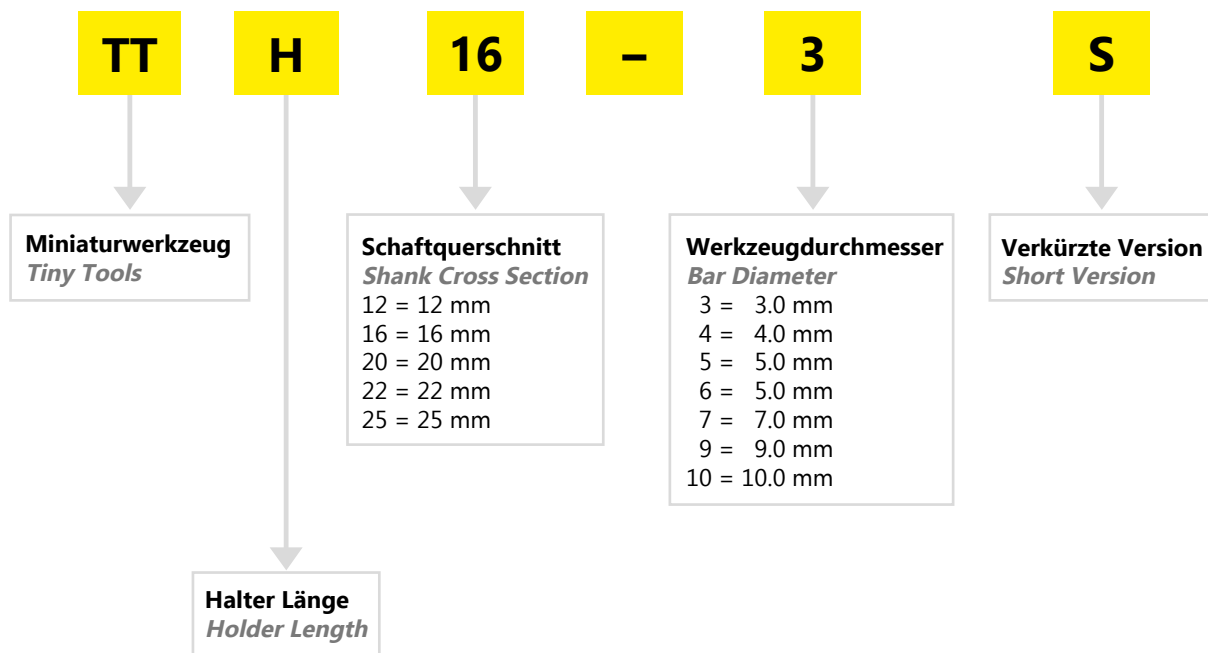 TT H 16 – 3 S
Miniaturwerkzeug
Tiny Tools
Schaftquerschnitt
Shank Cross Section
12 = 12 mm
16 = 16 mm
20 = 20 mm
22 = 22 mm
25 = 25 mm
Werkzeugdurchmesser
Bar Diameter
3 = 3.0 mm
4 = 4.0 mm
5 = 5.0 mm
6 = 5.0 mm
7 = 7.0 mm
9 = 9.0 mm
10 = 10.0 mm
Verkürzte Version
Short Version
Halter Länge
Holder Length